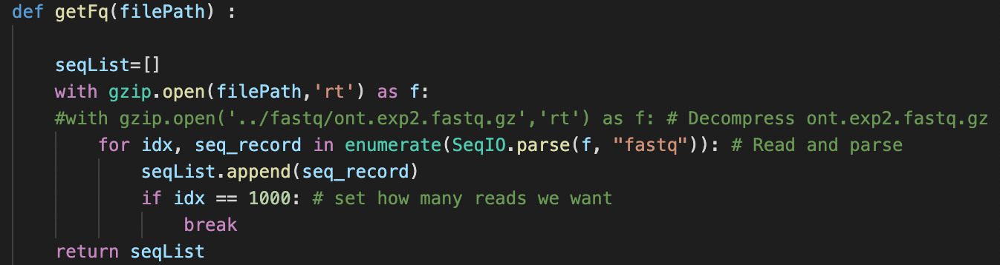 def getFq(filePath) :
seqList=[]
with gzip.open(filePath,'rt') as f:
#with gzip.open('../fastq/ont.exp2.fastq.gz','rt') as f: # Decompress ont.exp2.fastq.gz
for idx, seq_record in enumerate(SeqIO.parse(f, "fastq")): # Read and parse
seqList.append(seq_record)
if idx == 1000: # set how many reads we want
break
return seqList